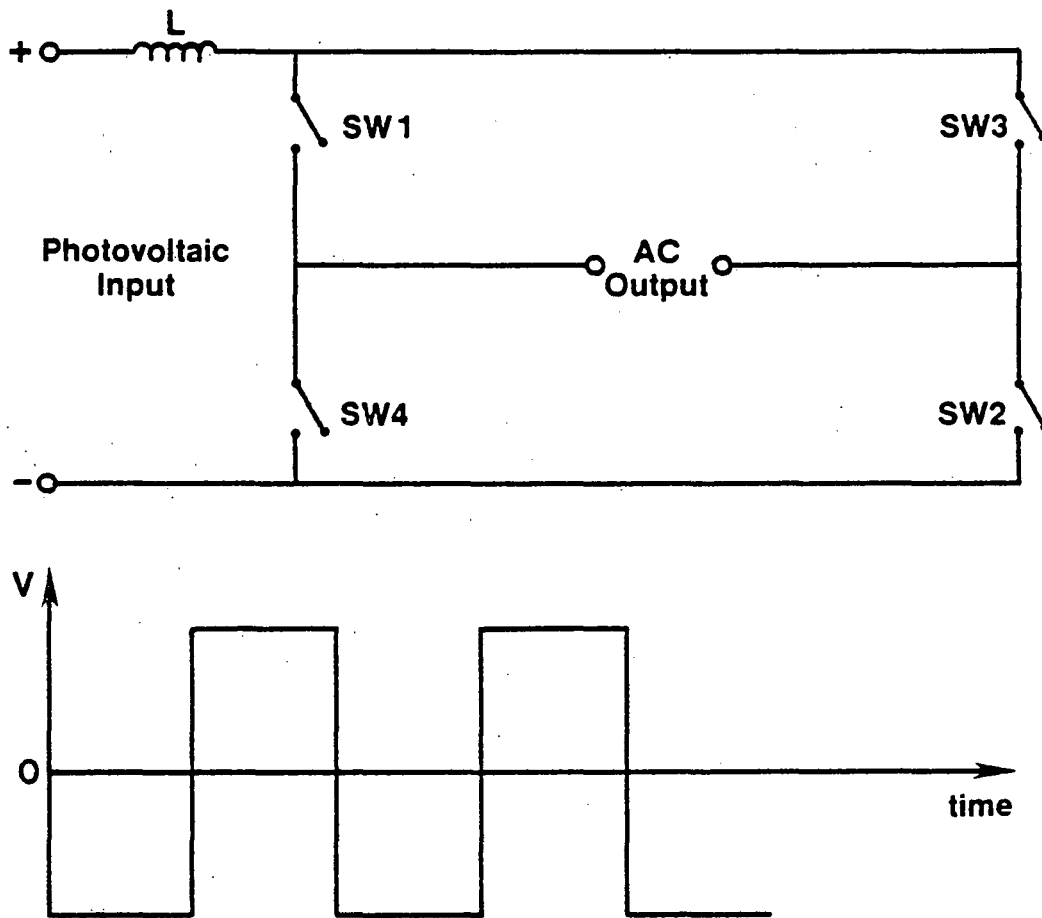 L
+
SW1
SW3
Photovoltaic
Input
AC
Output
SW4
SW2
-
V
0
time